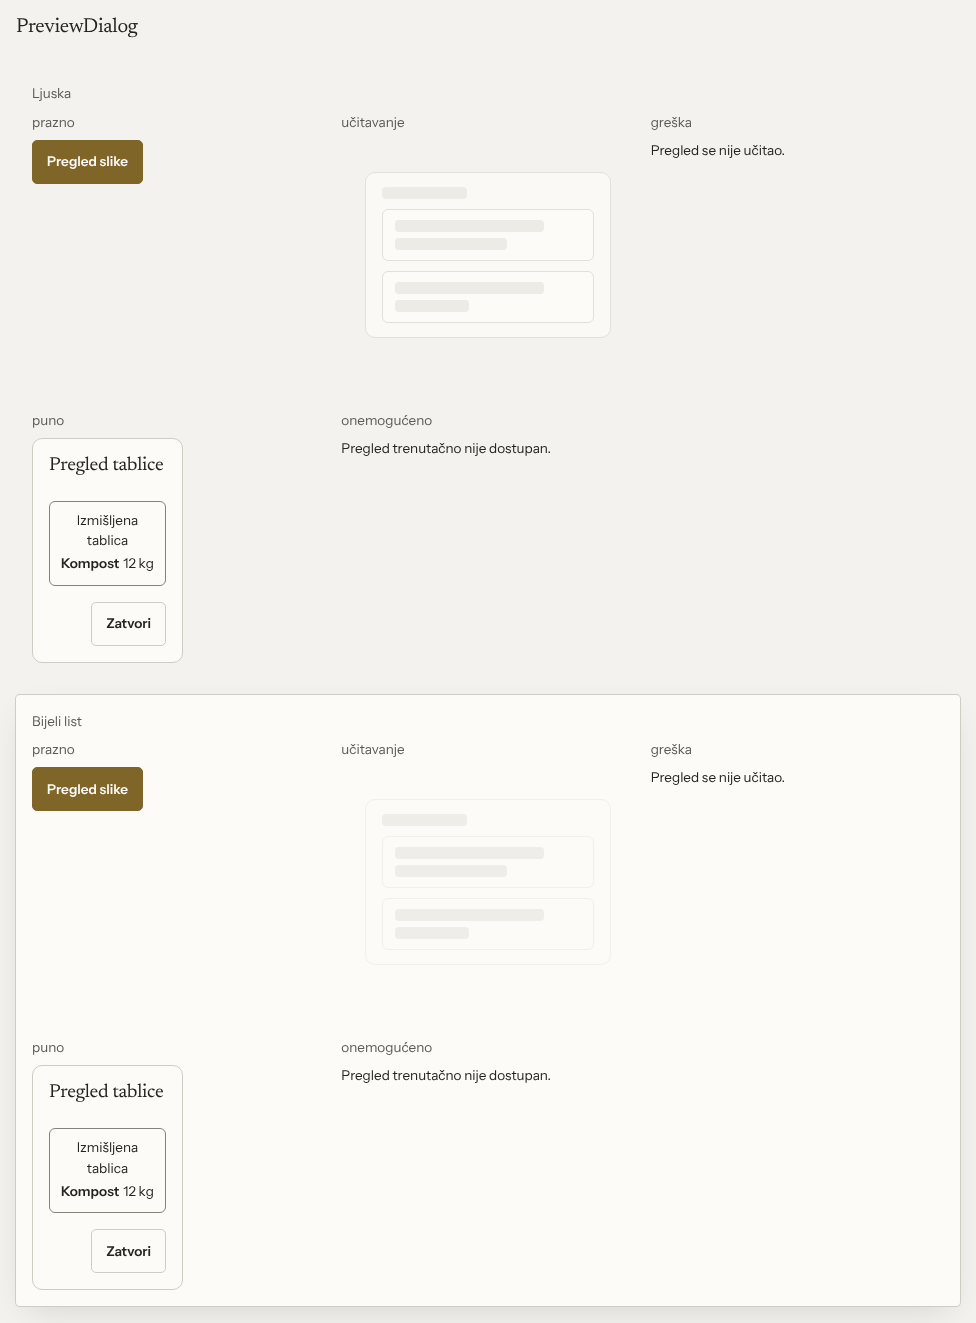 PreviewDialog
Ljuska
prazno
Pregled slike
učitavanje
greška
Pregled se nije učitao.
puno
Pregled tablice
Izmišljena
tablica
Kompost 12 kg
Zatvori
onemogućeno
Pregled trenutačno nije dostupan.
Bijeli list
prazno
Pregled slike
učitavanje
greška
Pregled se nije učitao.
puno
Pregled tablice
Izmišljena
tablica
Kompost 12 kg
Zatvori
onemogućeno
Pregled trenutačno nije dostupan.